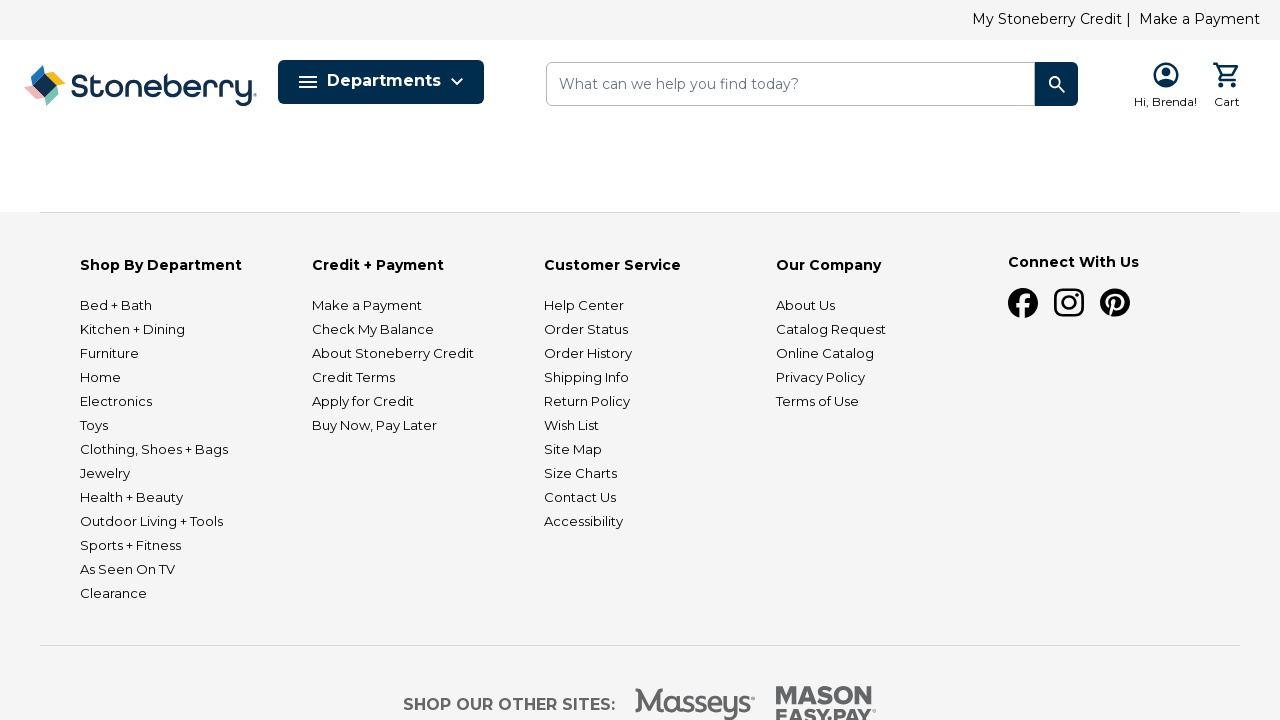 My Stoneberry Credit | Make a Payment
Stoneberry
Departments
What can we help you find today?
Hi, Brenda!
Cart
Shop By Department
Bed + Bath
Kitchen + Dining
Furniture
Home
Electronics
Toys
Clothing, Shoes + Bags
Jewelry
Health + Beauty
Outdoor Living + Tools
Sports + Fitness
As Seen On TV
Clearance
Credit + Payment
Make a Payment
Check My Balance
About Stoneberry Credit
Credit Terms
Apply for Credit
Buy Now, Pay Later
Customer Service
Help Center
Order Status
Order History
Shipping Info
Return Policy
Wish List
Site Map
Size Charts
Contact Us
Accessibility
Our Company
About Us
Catalog Request
Online Catalog
Privacy Policy
Terms of Use
Connect With Us
SHOP OUR OTHER SITES:
Masseys
MASON
EASY•PAY